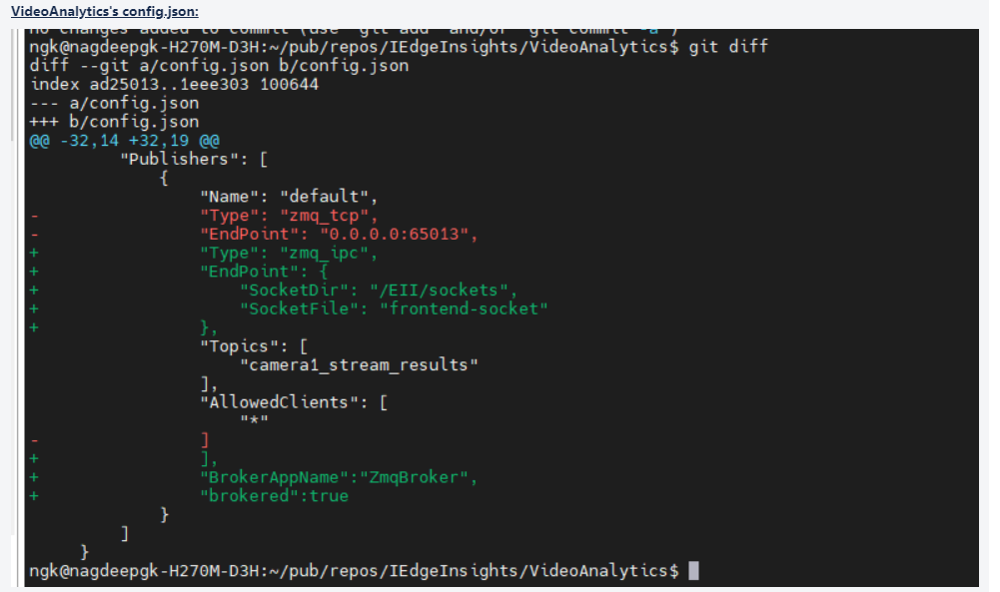 VideoAnalytics's config.json:
no changes added to commit (use "git add" and/or "git commit -a")
ngk@nagdeepgk-H270M-D3H:~/pub/repos/IEdgeInsights/VideoAnalytics$ git diff
diff --git a/config.json b/config.json
index ad25013..1eee303 100644
--- a/config.json
+++ b/config.json
@@ -32,14 +32,19 @@
         "Publishers": [
             {
                 "Name": "default",
-                "Type": "zmq_tcp",
-                "EndPoint": "0.0.0.0:65013",
+                "Type": "zmq_ipc",
+                "EndPoint": {
+                    "SocketDir": "/EII/sockets",
+                    "SocketFile": "frontend-socket"
+                },
                 "Topics": [
                     "camera1_stream_results"
                 ],
                 "AllowedClients": [
                     "*"
-                ]
+                ],
+                "BrokerAppName":"ZmqBroker",
+                "brokered":true
             }
         ]
     }
ngk@nagdeepgk-H270M-D3H:~/pub/repos/IEdgeInsights/VideoAnalytics$